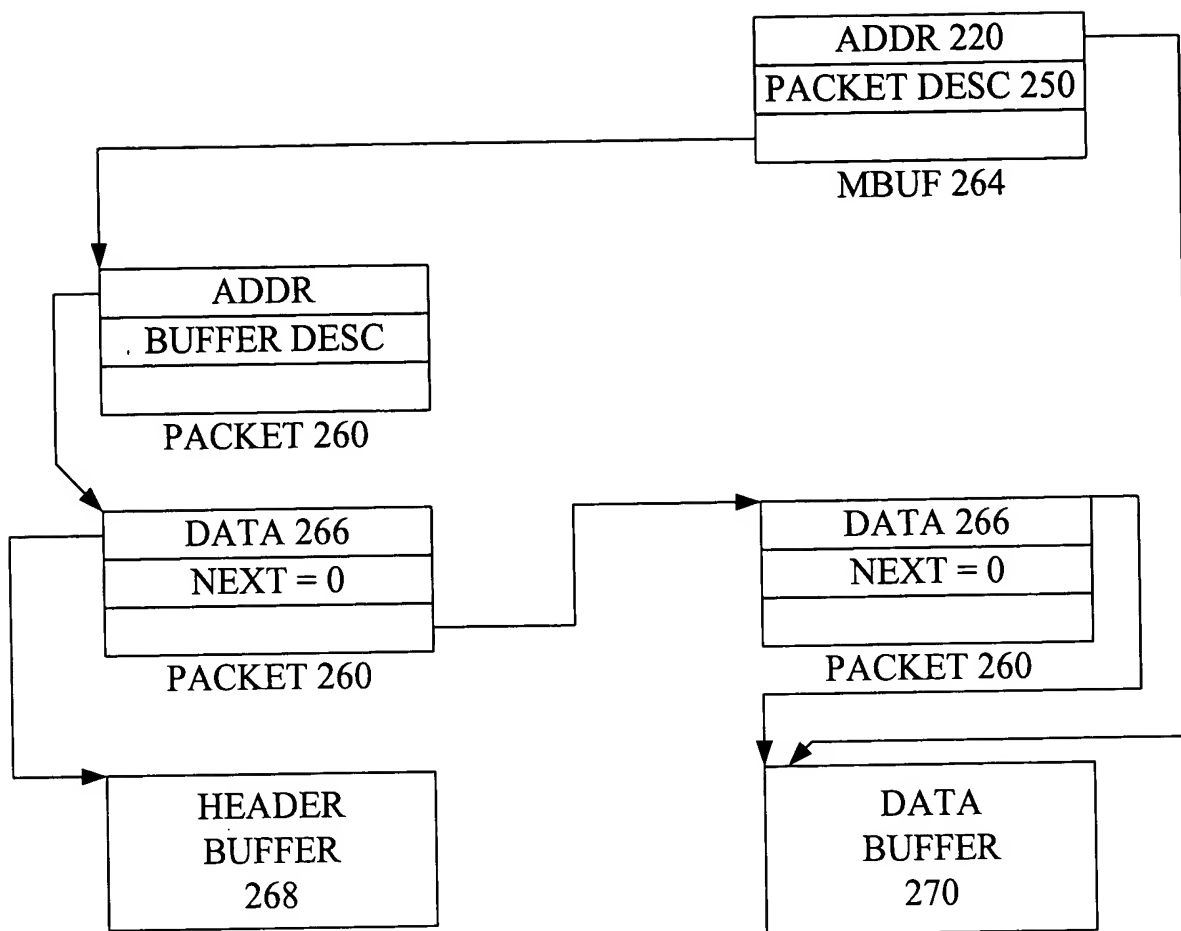 ADDR 220
PACKET DESC 250
MBUF 264
ADDR
BUFFER DESC
PACKET 260
DATA 266
NEXT = 0
PACKET 260
DATA 266
NEXT = 0
PACKET 260
HEADER
BUFFER
268
DATA
BUFFER
270